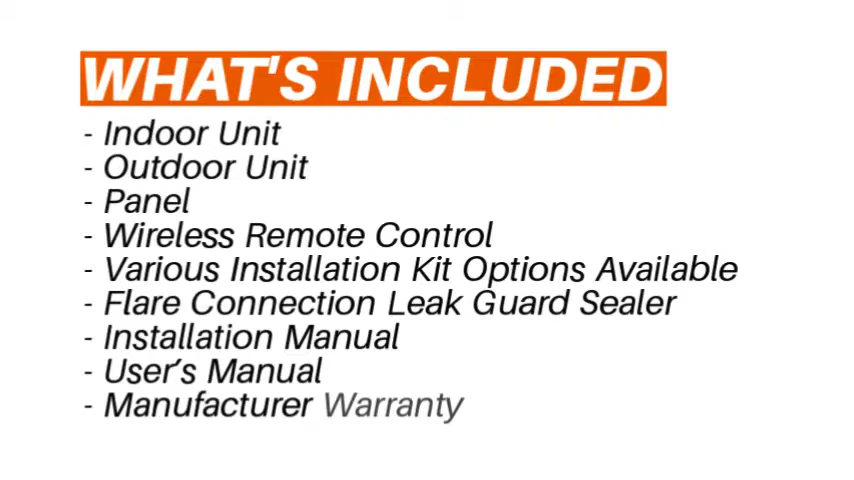 WHAT'S INCLUDED
- Indoor Unit
- Outdoor Unit
- Panel
- Wireless Remote Control
- Various Installation Kit Options Available
- Flare Connection Leak Guard Sealer
- Installation Manual
- User’s Manual
- Manufacturer Warranty